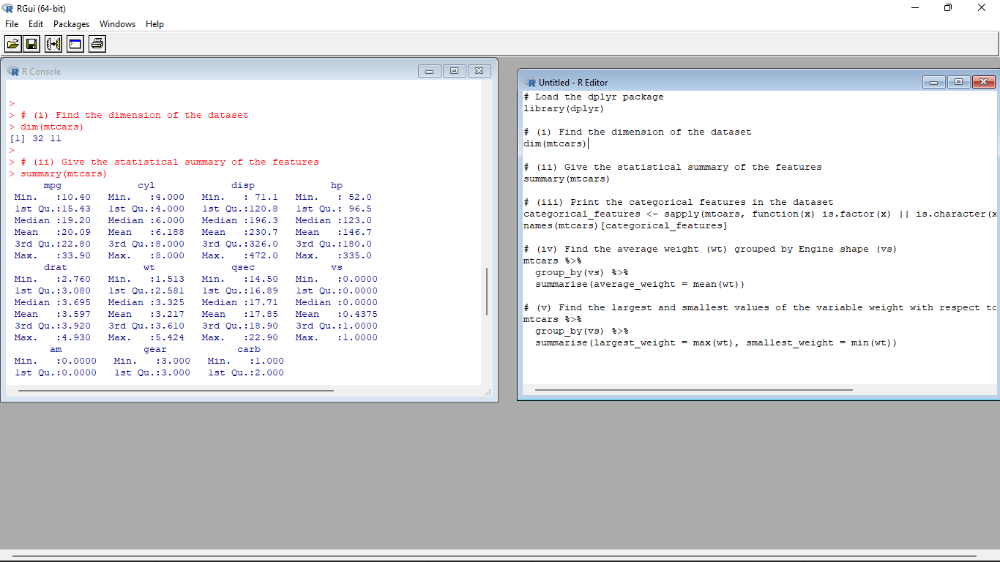 RGui (64-bit)
File Edit Packages Windows Help
R Console
>
> # (i) Find the dimension of the dataset
> dim(mtcars)
[1] 32 11
>
> # (ii) Give the statistical summary of the features
> summary(mtcars)
mpg cyl disp hp
Min. :10.40 Min. :4.000 Min. : 71.1 Min. : 52.0
1st Qu.:15.43 1st Qu.:4.000 1st Qu.:120.8 1st Qu.: 96.5
Median :19.20 Median :6.000 Median :196.3 Median :123.0
Mean :20.09 Mean :6.188 Mean :230.7 Mean :146.7
3rd Qu.:22.80 3rd Qu.:8.000 3rd Qu.:326.0 3rd Qu.:180.0
Max. :33.90 Max. :8.000 Max. :472.0 Max. :335.0
drat wt qsec vs
Min. :2.760 Min. :1.513 Min. :14.50 Min. :0.0000
1st Qu.:3.080 1st Qu.:2.581 1st Qu.:16.89 1st Qu.:0.0000
Median :3.695 Median :3.325 Median :17.71 Median :0.0000
Mean :3.597 Mean :3.217 Mean :17.85 Mean :0.4375
3rd Qu.:3.920 3rd Qu.:3.610 3rd Qu.:18.90 3rd Qu.:1.0000
Max. :4.930 Max. :5.424 Max. :22.90 Max. :1.0000
am gear carb
Min. :0.0000 Min. :3.000 Min. :1.000
1st Qu.:0.0000 1st Qu.:3.000 1st Qu.:2.000
Untitled - R Editor
# Load the dplyr package
library(dplyr)
# (i) Find the dimension of the dataset
dim(mtcars)
# (ii) Give the statistical summary of the features
summary(mtcars)
# (iii) Print the categorical features in the dataset
categorical_features <- sapply(mtcars, function(x) is.factor(x) || is.character(x
names(mtcars)[categorical_features]
# (iv) Find the average weight (wt) grouped by Engine shape (vs)
mtcars %>%
group_by(vs) %>%
summarise(average_weight = mean(wt))
# (v) Find the largest and smallest values of the variable weight with respect to
mtcars %>%
group_by(vs) %>%
summarise(largest_weight = max(wt), smallest_weight = min(wt))